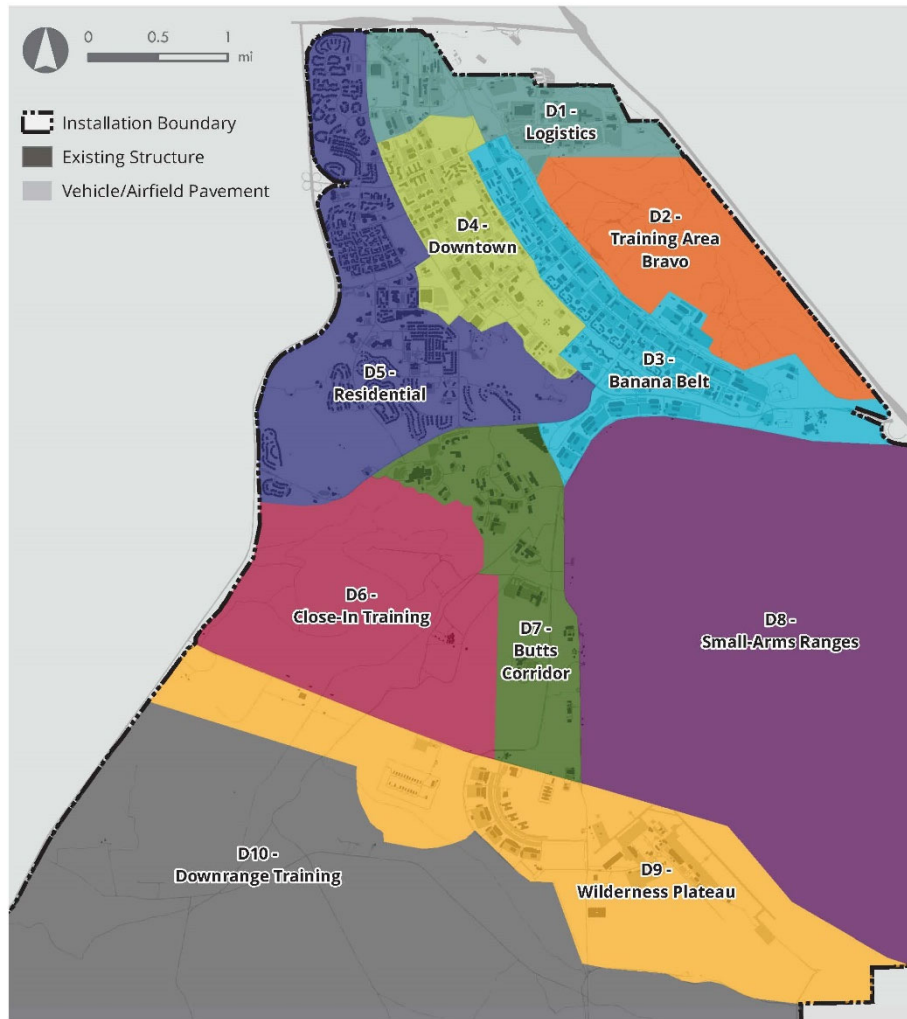 0 0.5 1
mi
Installation Boundary
Existing Structure
Vehicle/Airfield Pavement
D1 -
Logistics
D2 -
Training Area
Bravo
D4 -
Downtown
D3 -
Banana Belt
D5 -
Residential
D6 -
Close-In Training
D7 -
Butts
Corridor
D8 -
Small-Arms Ranges
D9 -
Wilderness Plateau
D10 -
Downrange Training